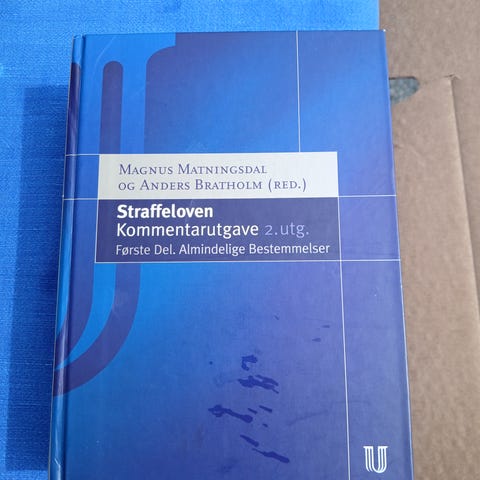 MAGNUS MATNINGSDAL
OG ANDERS BRATHOLM (RED.)
Straffeloven
Kommentarutgave 2.utg.
Første Del. Almindelige Bestemmelser
U